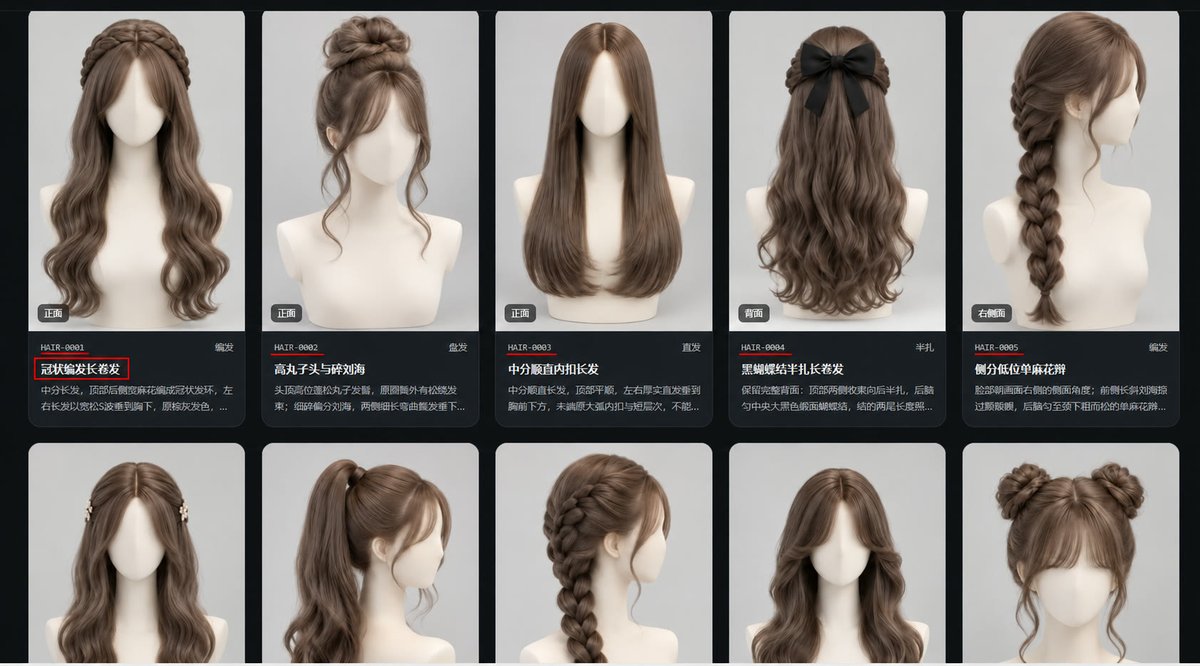 正面
HAIR-0001 编发
冠状编发长卷发
中分长发，顶部后侧宽麻花编成冠状发环，左
右长发以宽松S波垂到胸下，原棕灰发色，...
正面
HAIR-0002 盘发
高丸子头与碎刘海
头顶高位蓬松丸子发髻，原圈髻外有松缕发
束；细碎偏分刘海，两侧细长弯曲鬓发垂下...
正面
HAIR-0003 直发
中分顺直内扣长发
中分顺直长发，顶部平顺，左右厚实直发垂到
胸前下方，末端原大弧内扣与短层次，不能...
背面
HAIR-0004 半扎
黑蝴蝶结半扎长卷发
保留完整背面：顶部两侧收束向后半扎，后脑
勺中央大黑色缎面蝴蝶结，结的两尾长度照...
右侧面
HAIR-0005 编发
侧分低位单麻花辫
脸部朝画面右侧的侧面角度；前侧长斜刘海掠
过颧骰，后脑勺至颈下粗而松的单麻花辫...